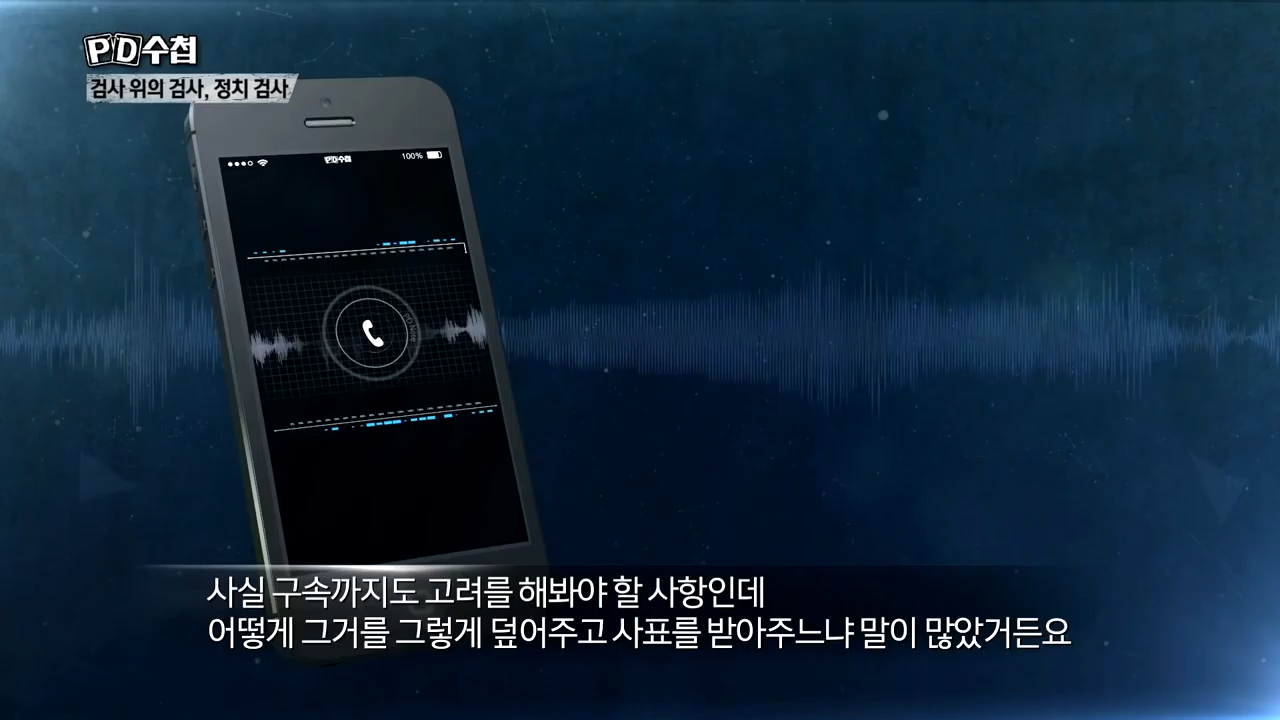 PD수첩
검사 위의 검사, 정치 검사
PD수첩
100%
PD Note
사실 구속까지도 고려를 해봐야 할 사항인데
어떻게 그거를 그렇게 덮어주고 사표를 받아주느냐 말이 많았거든요